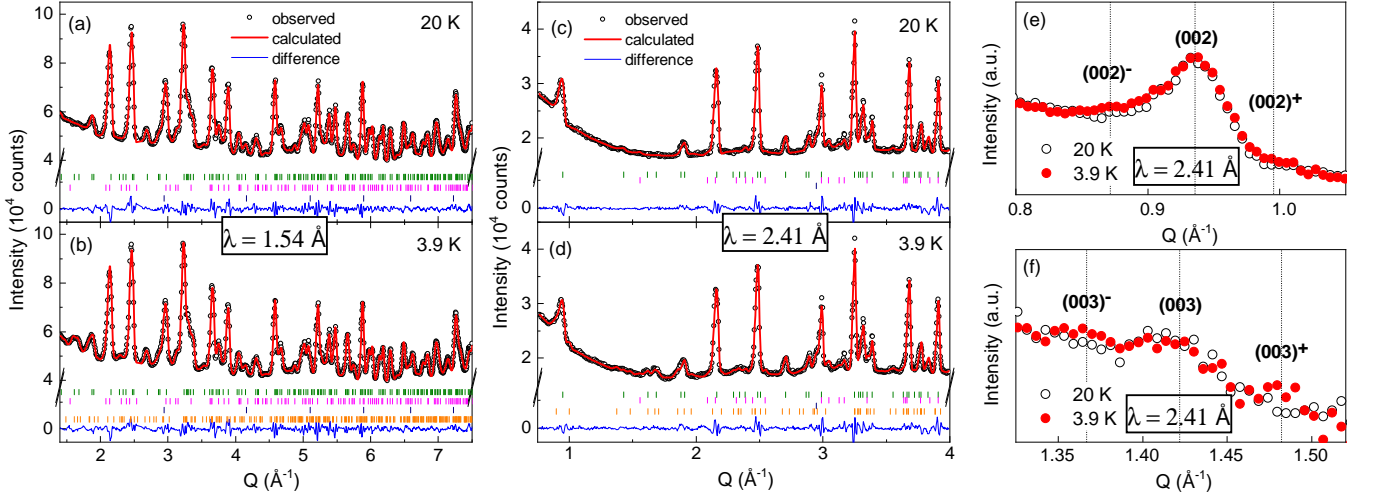 (a)
20 K
observed
calculated
difference
10
8
6
4
0
(b)
3.9 K
λ = 1.54 Å
10
8
6
4
0
2 3 4 5 6 7
Q (Å⁻¹)
Intensity (10⁴ counts)
(c)
20 K
observed
calculated
difference
4
3
2
0
(d)
3.9 K
λ = 2.41 Å
4
3
2
0
1 2 3 4
Q (Å⁻¹)
Intensity (10⁴ counts)
(e)
(002)
(002)⁻
(002)⁺
20 K
3.9 K
λ = 2.41 Å
0.8 0.9 1.0
Q (Å⁻¹)
Intensity (a.u.)
(f)
(003)⁻
(003)
(003)⁺
20 K
3.9 K
λ = 2.41 Å
1.35 1.40 1.45 1.50
Q (Å⁻¹)
Intensity (a.u.)